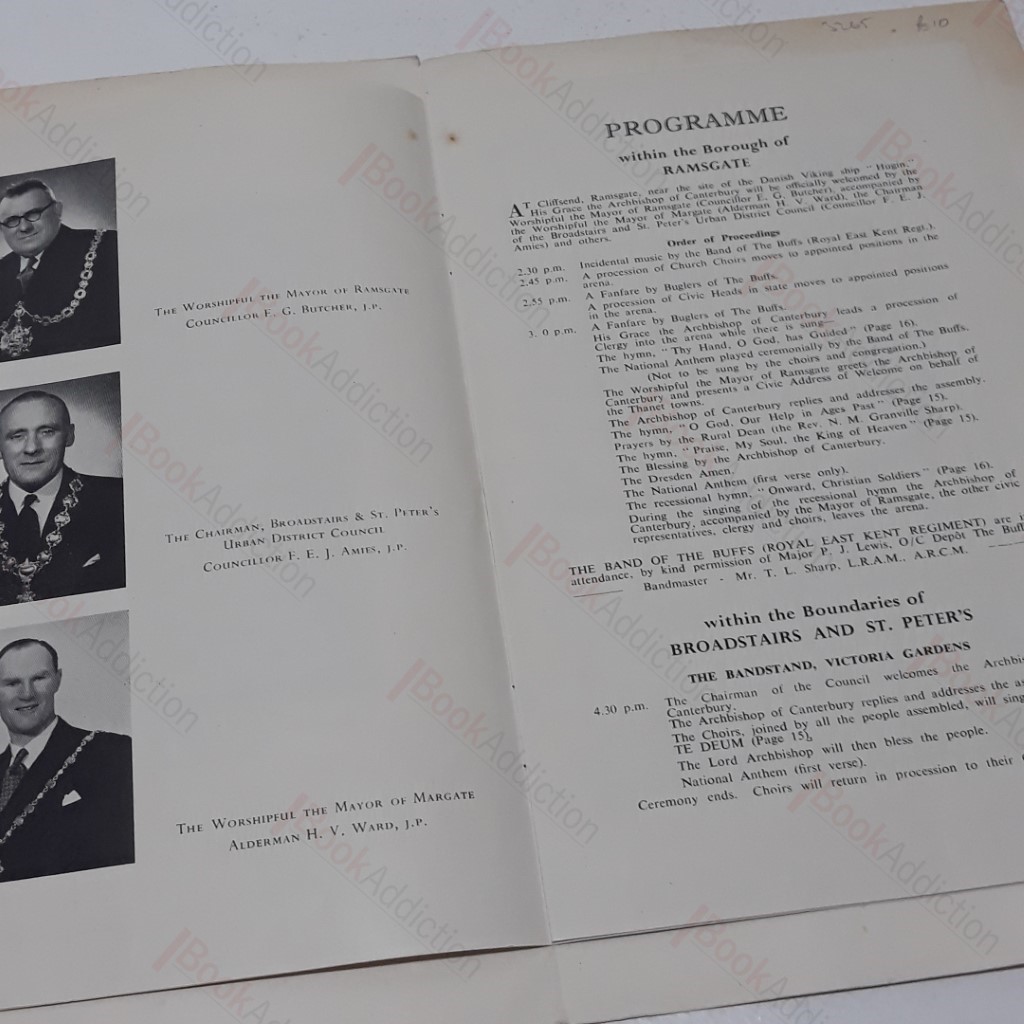 5265 . £10
THE WORSHIPFUL THE MAYOR OF RAMSGATE
COUNCILLOR E. G. BUTCHER, J.P.
THE CHAIRMAN, BROADSTAIRS & ST. PETER'S
URBAN DISTRICT COUNCIL
COUNCILLOR F. E. J. AMIES, J.P.
THE WORSHIPFUL THE MAYOR OF MARGATE
ALDERMAN H. V. WARD, J.P.
PROGRAMME
within the Borough of
RAMSGATE
AT Cliffsend, Ramsgate, near the site of the Danish Viking ship "Hugin,"
His Grace the Archbishop of Canterbury will be officially welcomed by the
Worshipful the Mayor of Ramsgate (Councillor E. G. Butcher), accompanied by
the Worshipful the Mayor of Margate (Alderman H. V. Ward), the Chairman
of the Broadstairs and St. Peter's Urban District Council (Councillor F. E. J.
Amies) and others.
Order of Proceedings
2.30 p.m. Incidental music by the Band of The Buffs (Royal East Kent Regt.).
2.45 p.m. A procession of Church Choirs moves to appointed positions in the
arena.
2.55 p.m. A Fanfare by Buglers of The Buffs.
A procession of Civic Heads in state moves to appointed positions
in the arena.
3. 0 p.m. A Fanfare by Buglers of The Buffs.
His Grace the Archbishop of Canterbury leads a procession of
Clergy into the arena while there is sung—
The hymn, "Thy Hand, O God, has Guided" (Page 16).
The National Anthem played ceremonially by the Band of The Buffs.
(Not to be sung by the choirs and congregation.)
The Worshipful the Mayor of Ramsgate greets the Archbishop of
Canterbury and presents a Civic Address of Welcome on behalf of
the Thanet towns.
The Archbishop of Canterbury replies and addresses the assembly.
The hymn, "O God, Our Help in Ages Past" (Page 15).
Prayers by the Rural Dean (the Rev. N. M. Granville Sharp).
The hymn, "Praise, My Soul, the King of Heaven" (Page 15).
The Blessing by the Archbishop of Canterbury.
The Dresden Amen.
The National Anthem (first verse only).
The recessional hymn, "Onward, Christian Soldiers" (Page 16).
During the singing of the recessional hymn the Archbishop of
Canterbury, accompanied by the Mayor of Ramsgate, the other civic
representatives, clergy and choirs, leaves the arena.
THE BAND OF THE BUFFS (ROYAL EAST KENT REGIMENT) are i
attendance, by kind permission of Major P. J. Lewis, O/C Depôt The Buff
Bandmaster - Mr. T. L. Sharp, L.R.A.M., A.R.C.M.
within the Boundaries of
BROADSTAIRS AND ST. PETER'S
THE BANDSTAND, VICTORIA GARDENS
4.30 p.m. The Chairman of the Council welcomes the Archbis
Canterbury.
The Archbishop of Canterbury replies and addresses the as
The Choirs, joined by all the people assembled, will sing
TE DEUM (Page 15).
The Lord Archbishop will then bless the people.
National Anthem (first verse).
Ceremony ends. Choirs will return in procession to their
BookAddiction